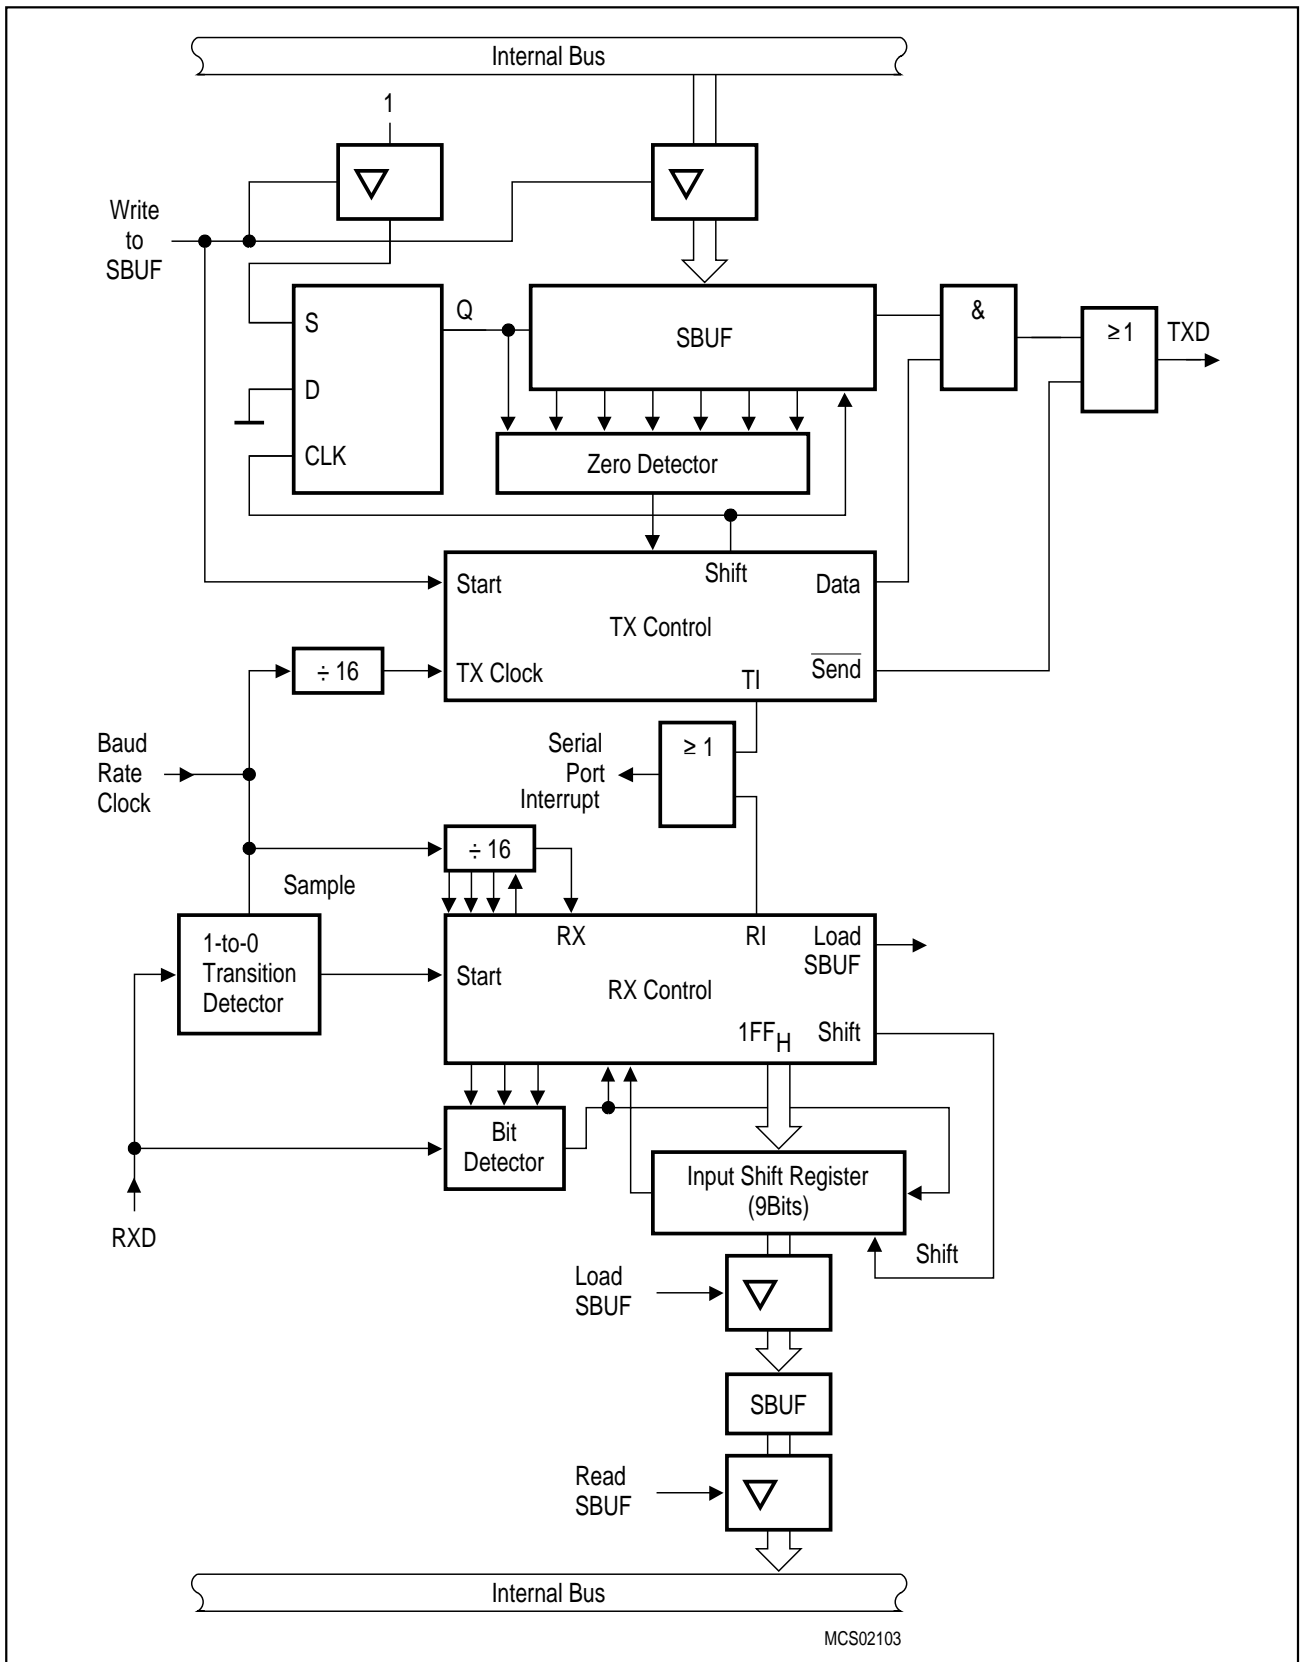 Internal Bus
1
Write
to
SBUF
S
Q
SBUF
&
≥ 1
TXD
D
CLK
Zero Detector
Start
Shift
Data
TX Control
÷ 16
TX Clock
TI
Send
Baud
Rate
Clock
Serial
Port
Interrupt
≥ 1
÷ 16
Sample
1-to-0
Transition
Detector
RX
RI
Load
SBUF
Start
RX Control
1FF H
Shift
Bit
Detector
Input Shift Register
(9Bits)
RXD
Shift
Load
SBUF
SBUF
Read
SBUF
Internal Bus
MCS02103